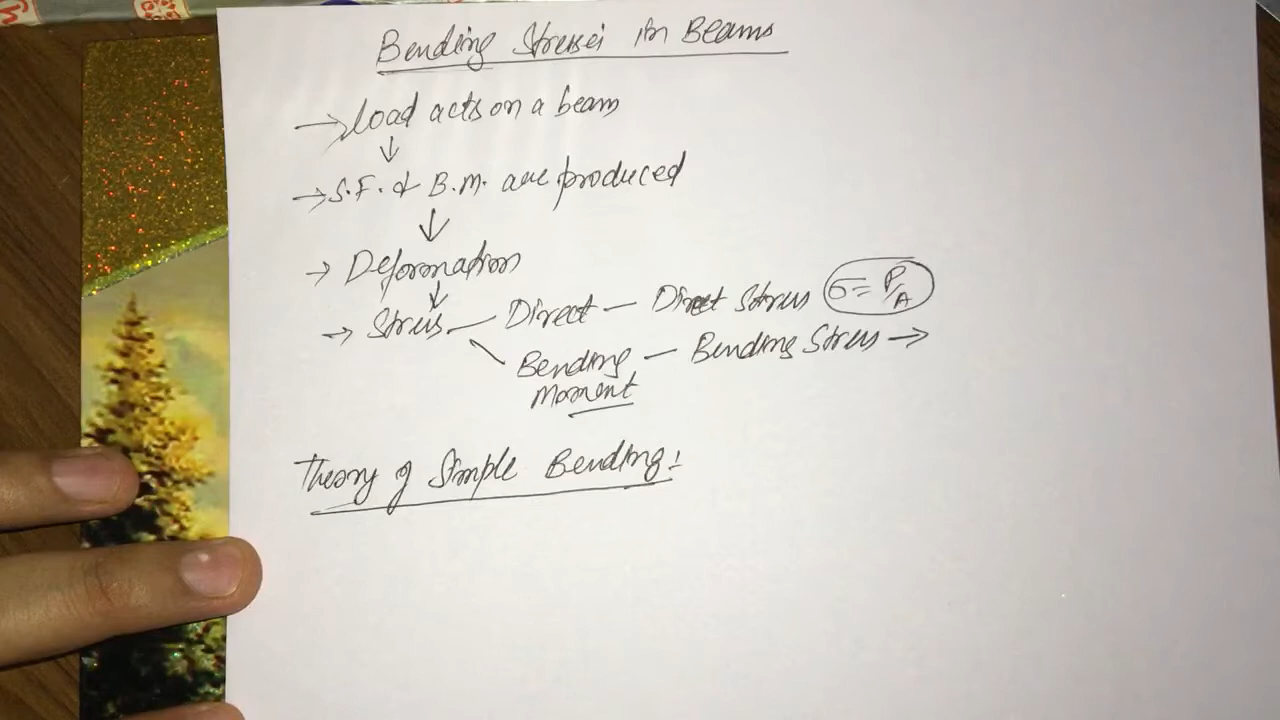 Bending Stresses in Beams
→ Load acts on a beam
↓
→ S.F. & B.M. are produced
↓
→ Deformation
↓
→ Stress — Direct — Direct Stress σ = P/A
Bending Moment — Bending Stress →
Theory of Simple Bending: